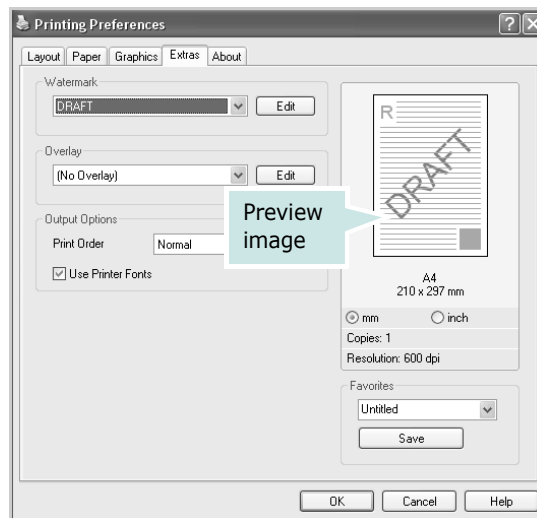 Printing Preferences
Layout Paper Graphics Extras About
Watermark
DRAFT
Edit
Overlay
(No Overlay)
Edit
Output Options
Print Order
Normal
Use Printer Fonts
Preview
image
R
DRAFT
A4
210 x 297 mm
mm inch
Copies: 1
Resolution: 600 dpi
Favorites
Untitled
Save
OK Cancel Help